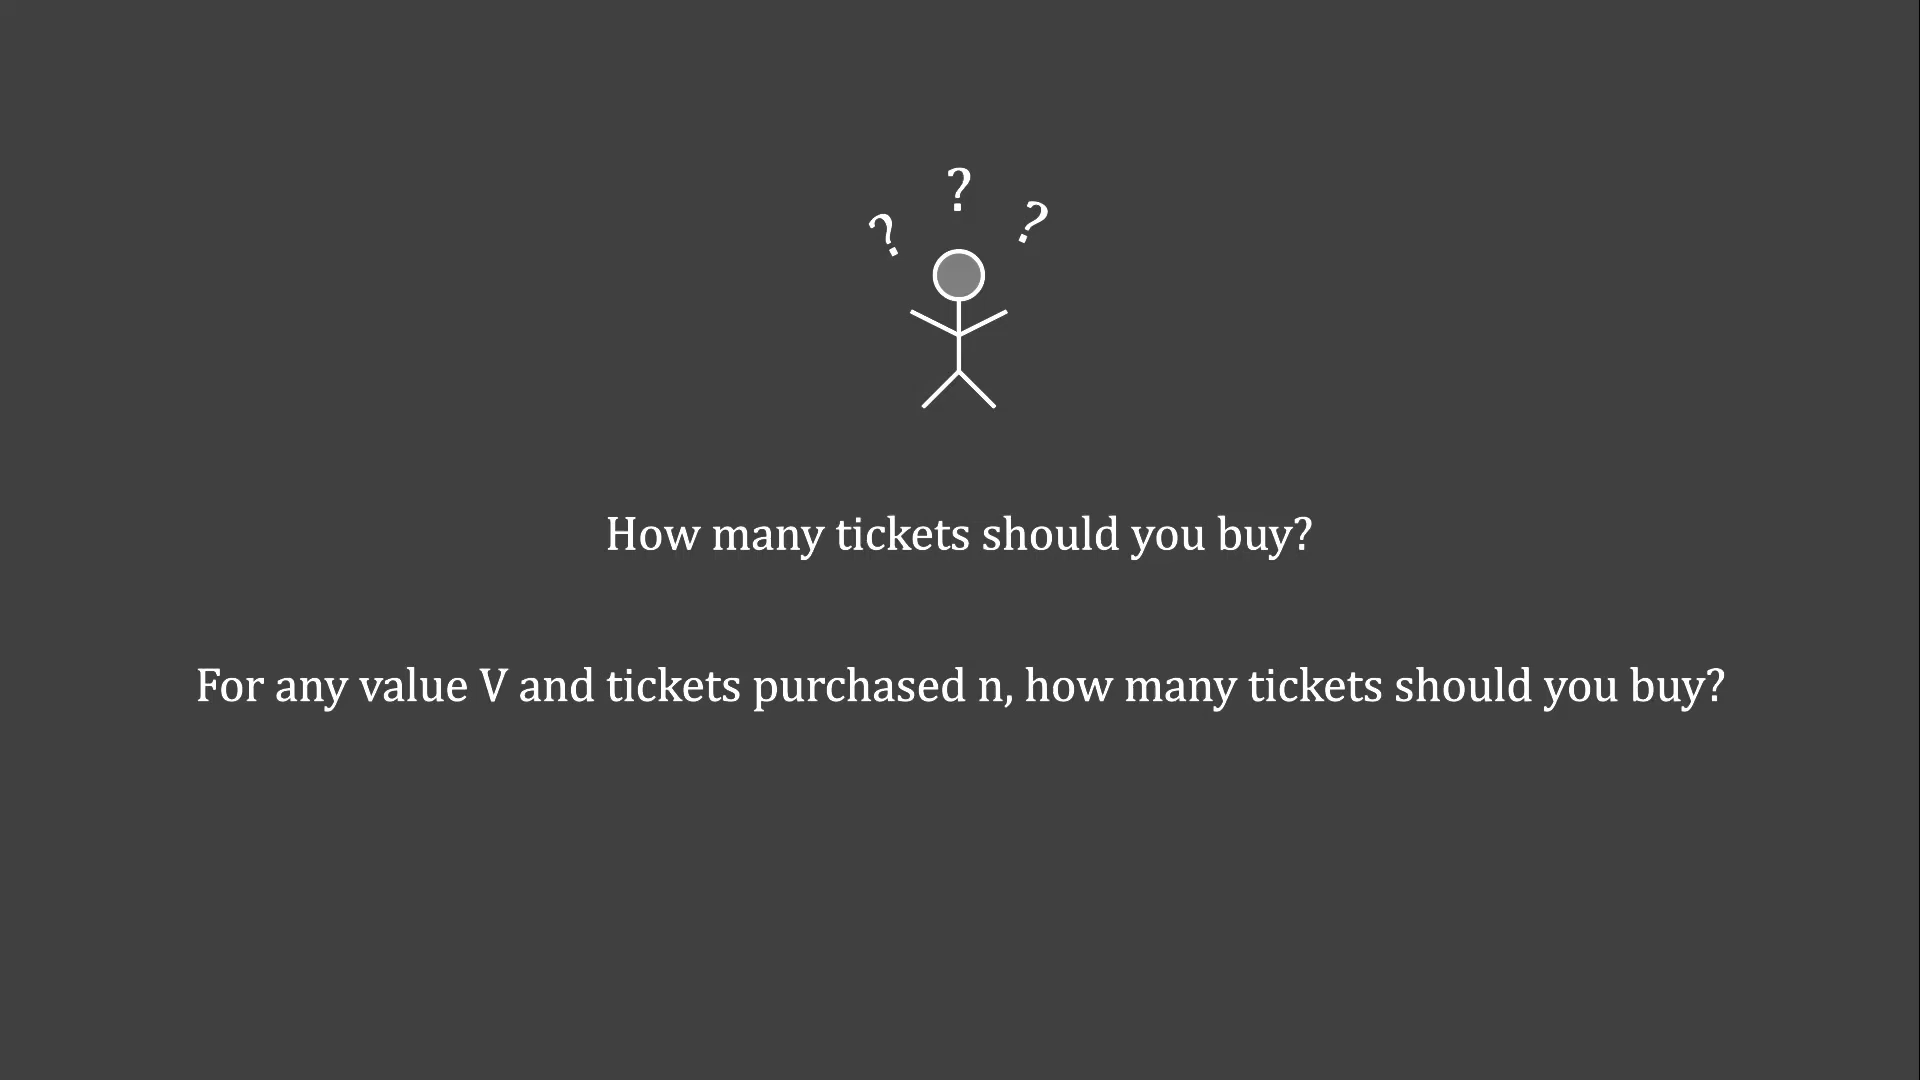 ? ? ?
How many tickets should you buy?
For any value V and tickets purchased n, how many tickets should you buy?